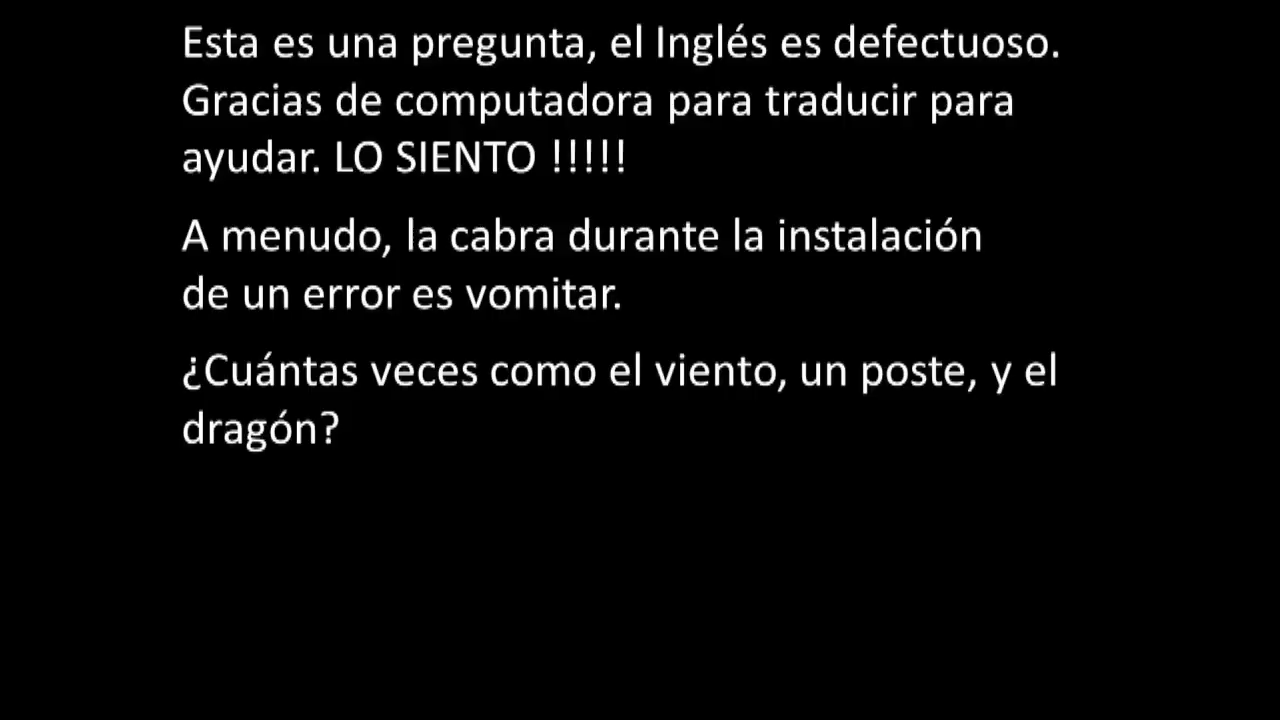 Esta es una pregunta, el Inglés es defectuoso.
Gracias de computadora para traducir para
ayudar. LO SIENTO !!!!!
A menudo, la cabra durante la instalación
de un error es vomitar.
¿Cuántas veces como el viento, un poste, y el
dragón?